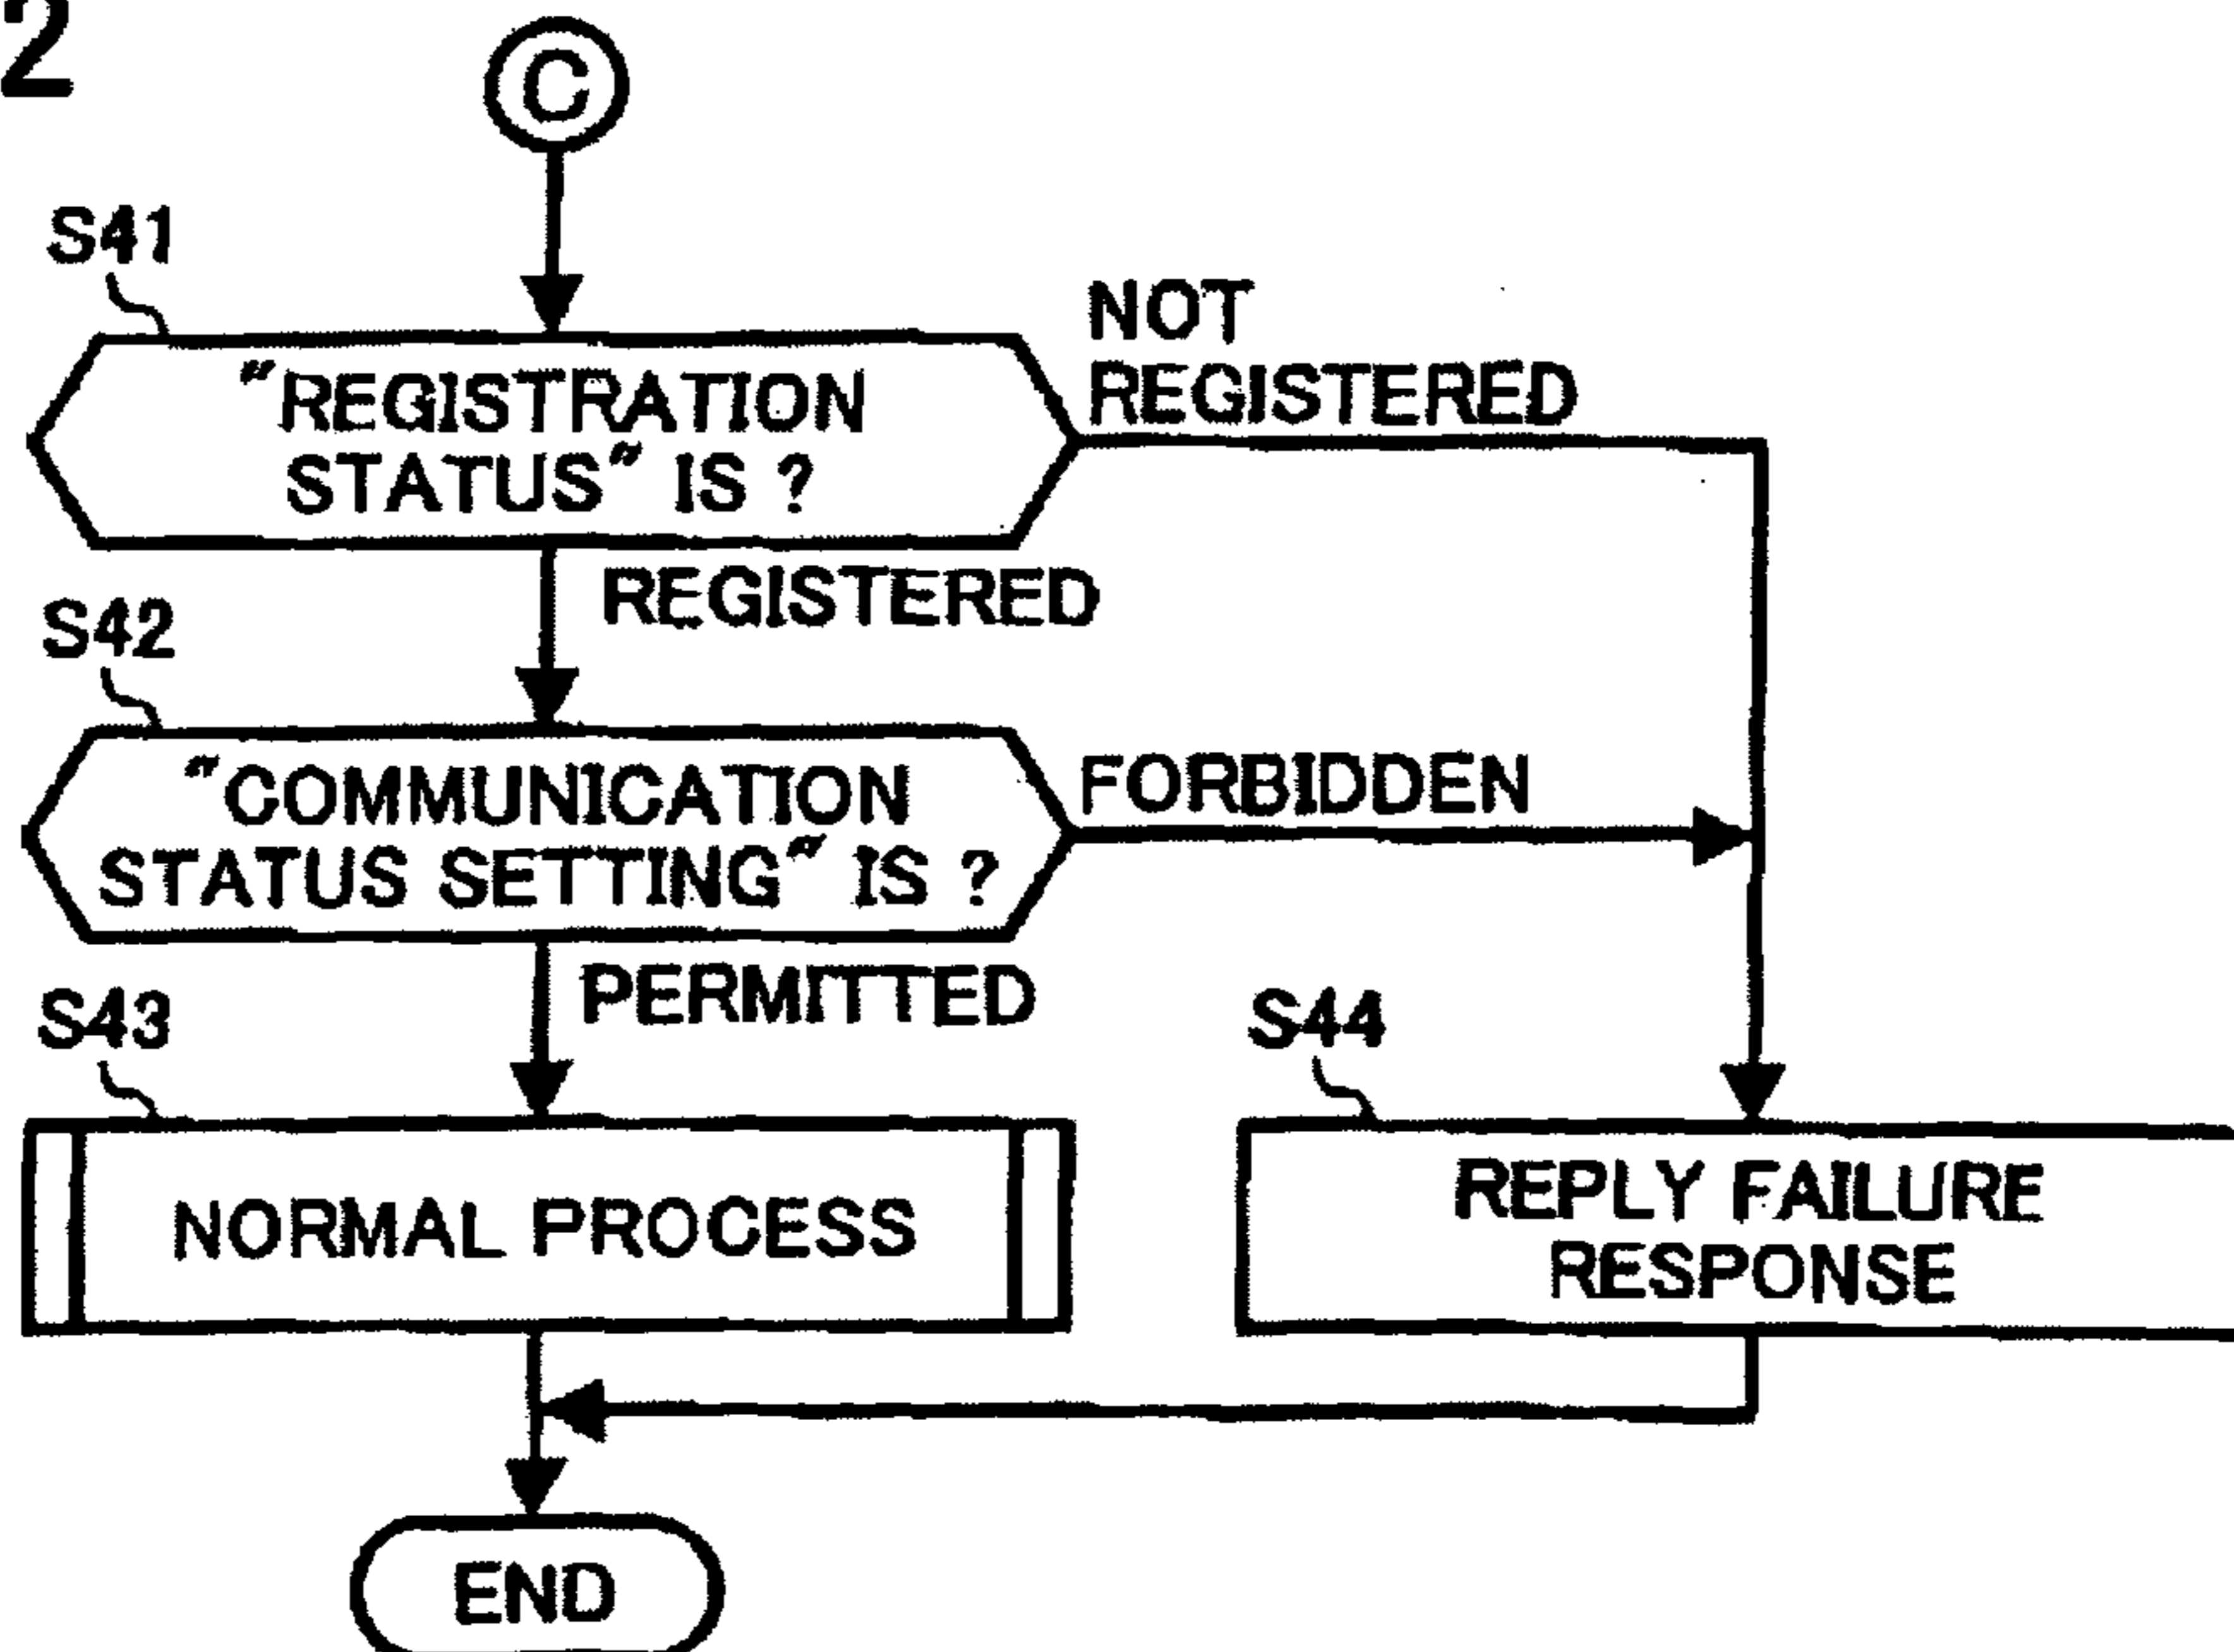 2
C
S41
"REGISTRATION
STATUS" IS ?
NOT
REGISTERED
REGISTERED
S42
"COMMUNICATION
STATUS SETTING" IS ?
FORBIDDEN
PERMITTED
S43
NORMAL PROCESS
S44
REPLY FAILURE
RESPONSE
END